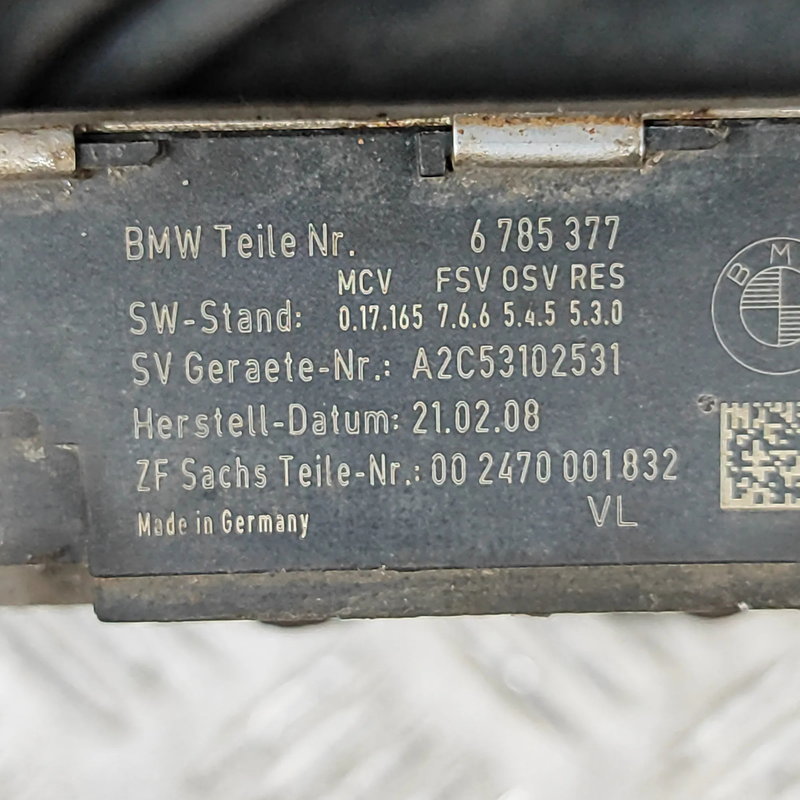 BMW Teile Nr. 6 785 377
MCV FSV OSV RES
SW-Stand: 0.17.165 7.6.6 5.4.5 5.3.0
SV Geraete-Nr.: A2C53102531
Herstell-Datum: 21.02.08
ZF Sachs Teile-Nr.: 00 2470 001 832
Made in Germany VL
BM